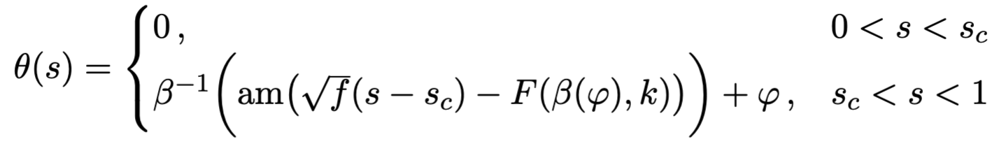 θ(s) = { 0 ,    0 < s < s_c
β⁻¹( am( √f (s − s_c) − F(β(φ), k) ) ) + φ ,    s_c < s < 1